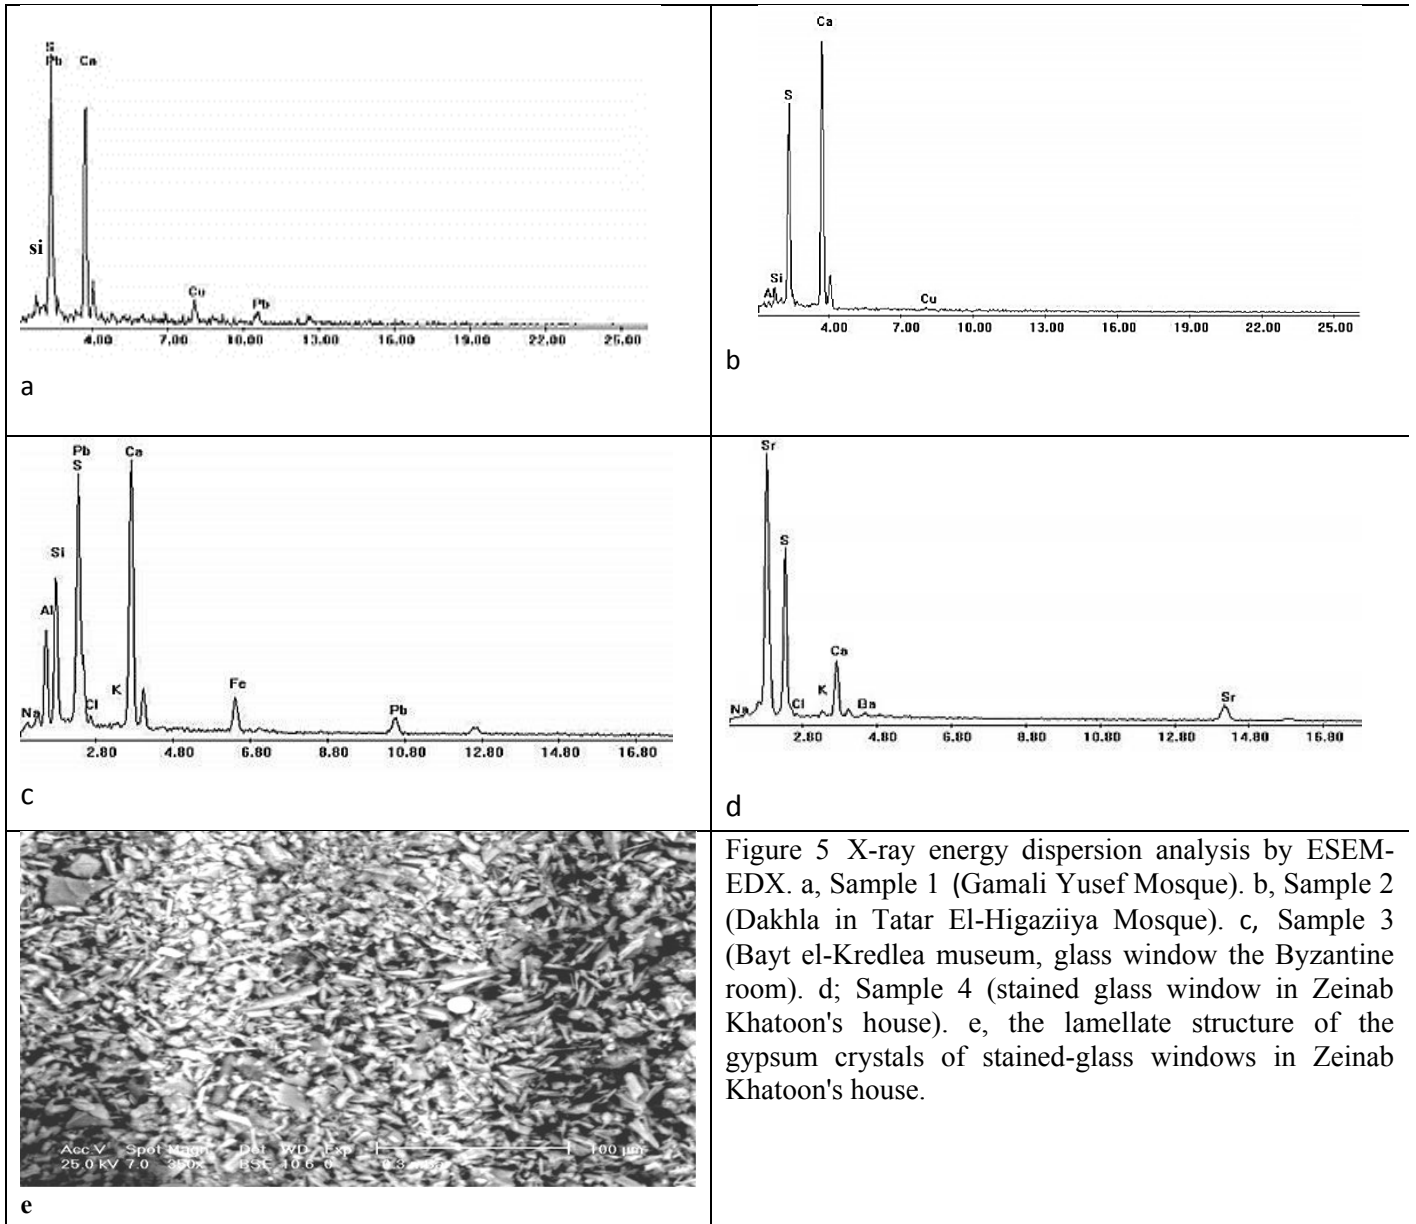 S
Pb Ca
si
Cu
Pb
4.00 7.00 10.00 13.00 16.00 19.00 22.00 25.00
a
Ca
S
Si
Al
Cu
4.00 7.00 10.00 13.00 16.00 19.00 22.00 25.00
b
Pb Ca
S
Si
Al
K
Fe
Na Cl Pb
2.80 4.80 6.80 8.80 10.80 12.80 14.80 16.80
c
Sr
S
Ca
K
Na Cl Ba Sr
2.80 4.80 6.80 8.80 10.80 12.80 14.80 16.80
d
Acc.V Spot Magn Det WD Exp 100 µm
25.0 kV 7.0 350x BSE 10.6 0
e
Figure 5 X-ray energy dispersion analysis by ESEM-
EDX. a, Sample 1 (Gamali Yusef Mosque). b, Sample 2
(Dakhla in Tatar El-Higaziiya Mosque). c, Sample 3
(Bayt el-Kredlea museum, glass window the Byzantine
room). d; Sample 4 (stained glass window in Zeinab
Khatoon's house). e, the lamellate structure of the
gypsum crystals of stained-glass windows in Zeinab
Khatoon's house.